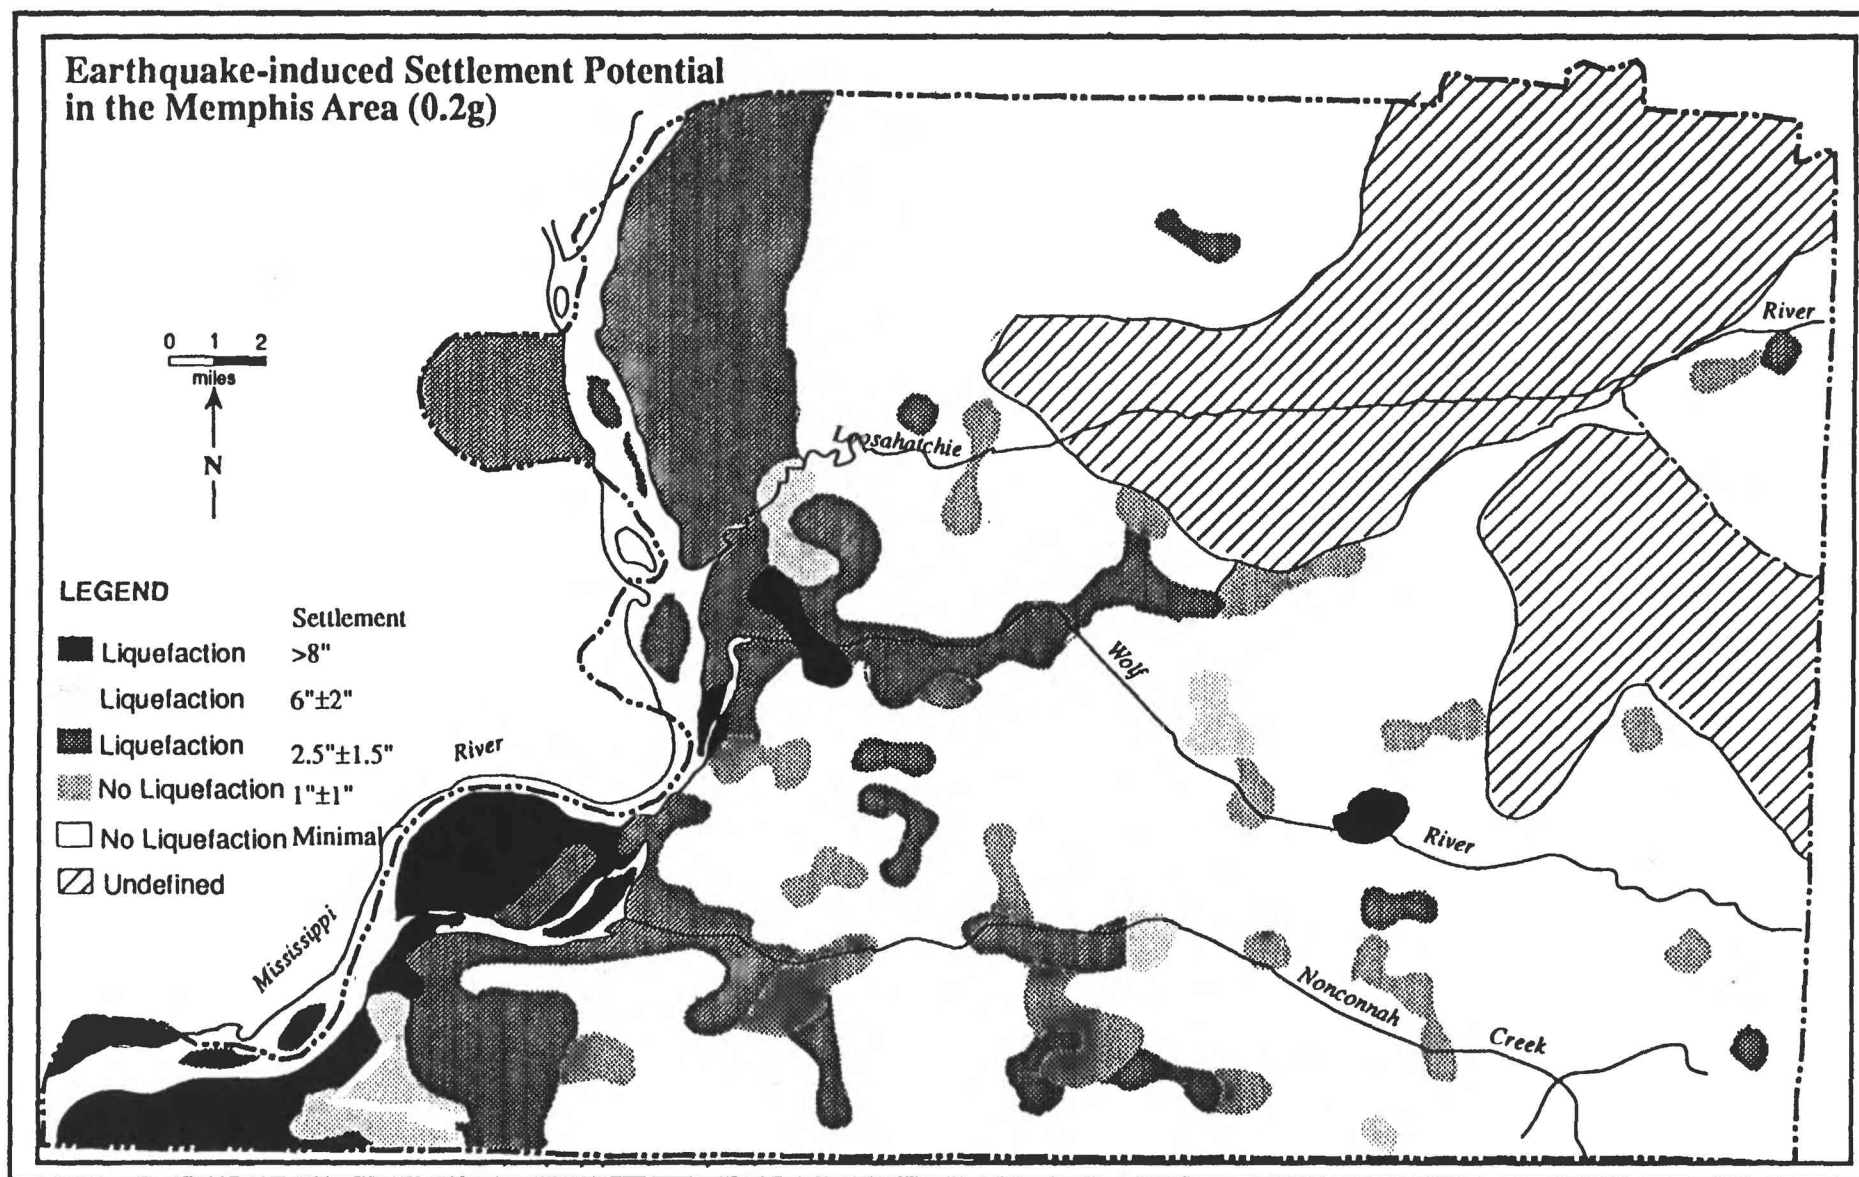 Earthquake-induced Settlement Potential
in the Memphis Area (0.2g)
0 1 2
miles
N
River
Loosahatchie
LEGEND
Settlement
Liquefaction >8"
Liquefaction 6"±2"
Liquefaction 2.5"±1.5"
No Liquefaction 1"±1"
No Liquefaction Minimal
Undefined
Wolf
River
River
Mississippi
Nonconnah
Creek